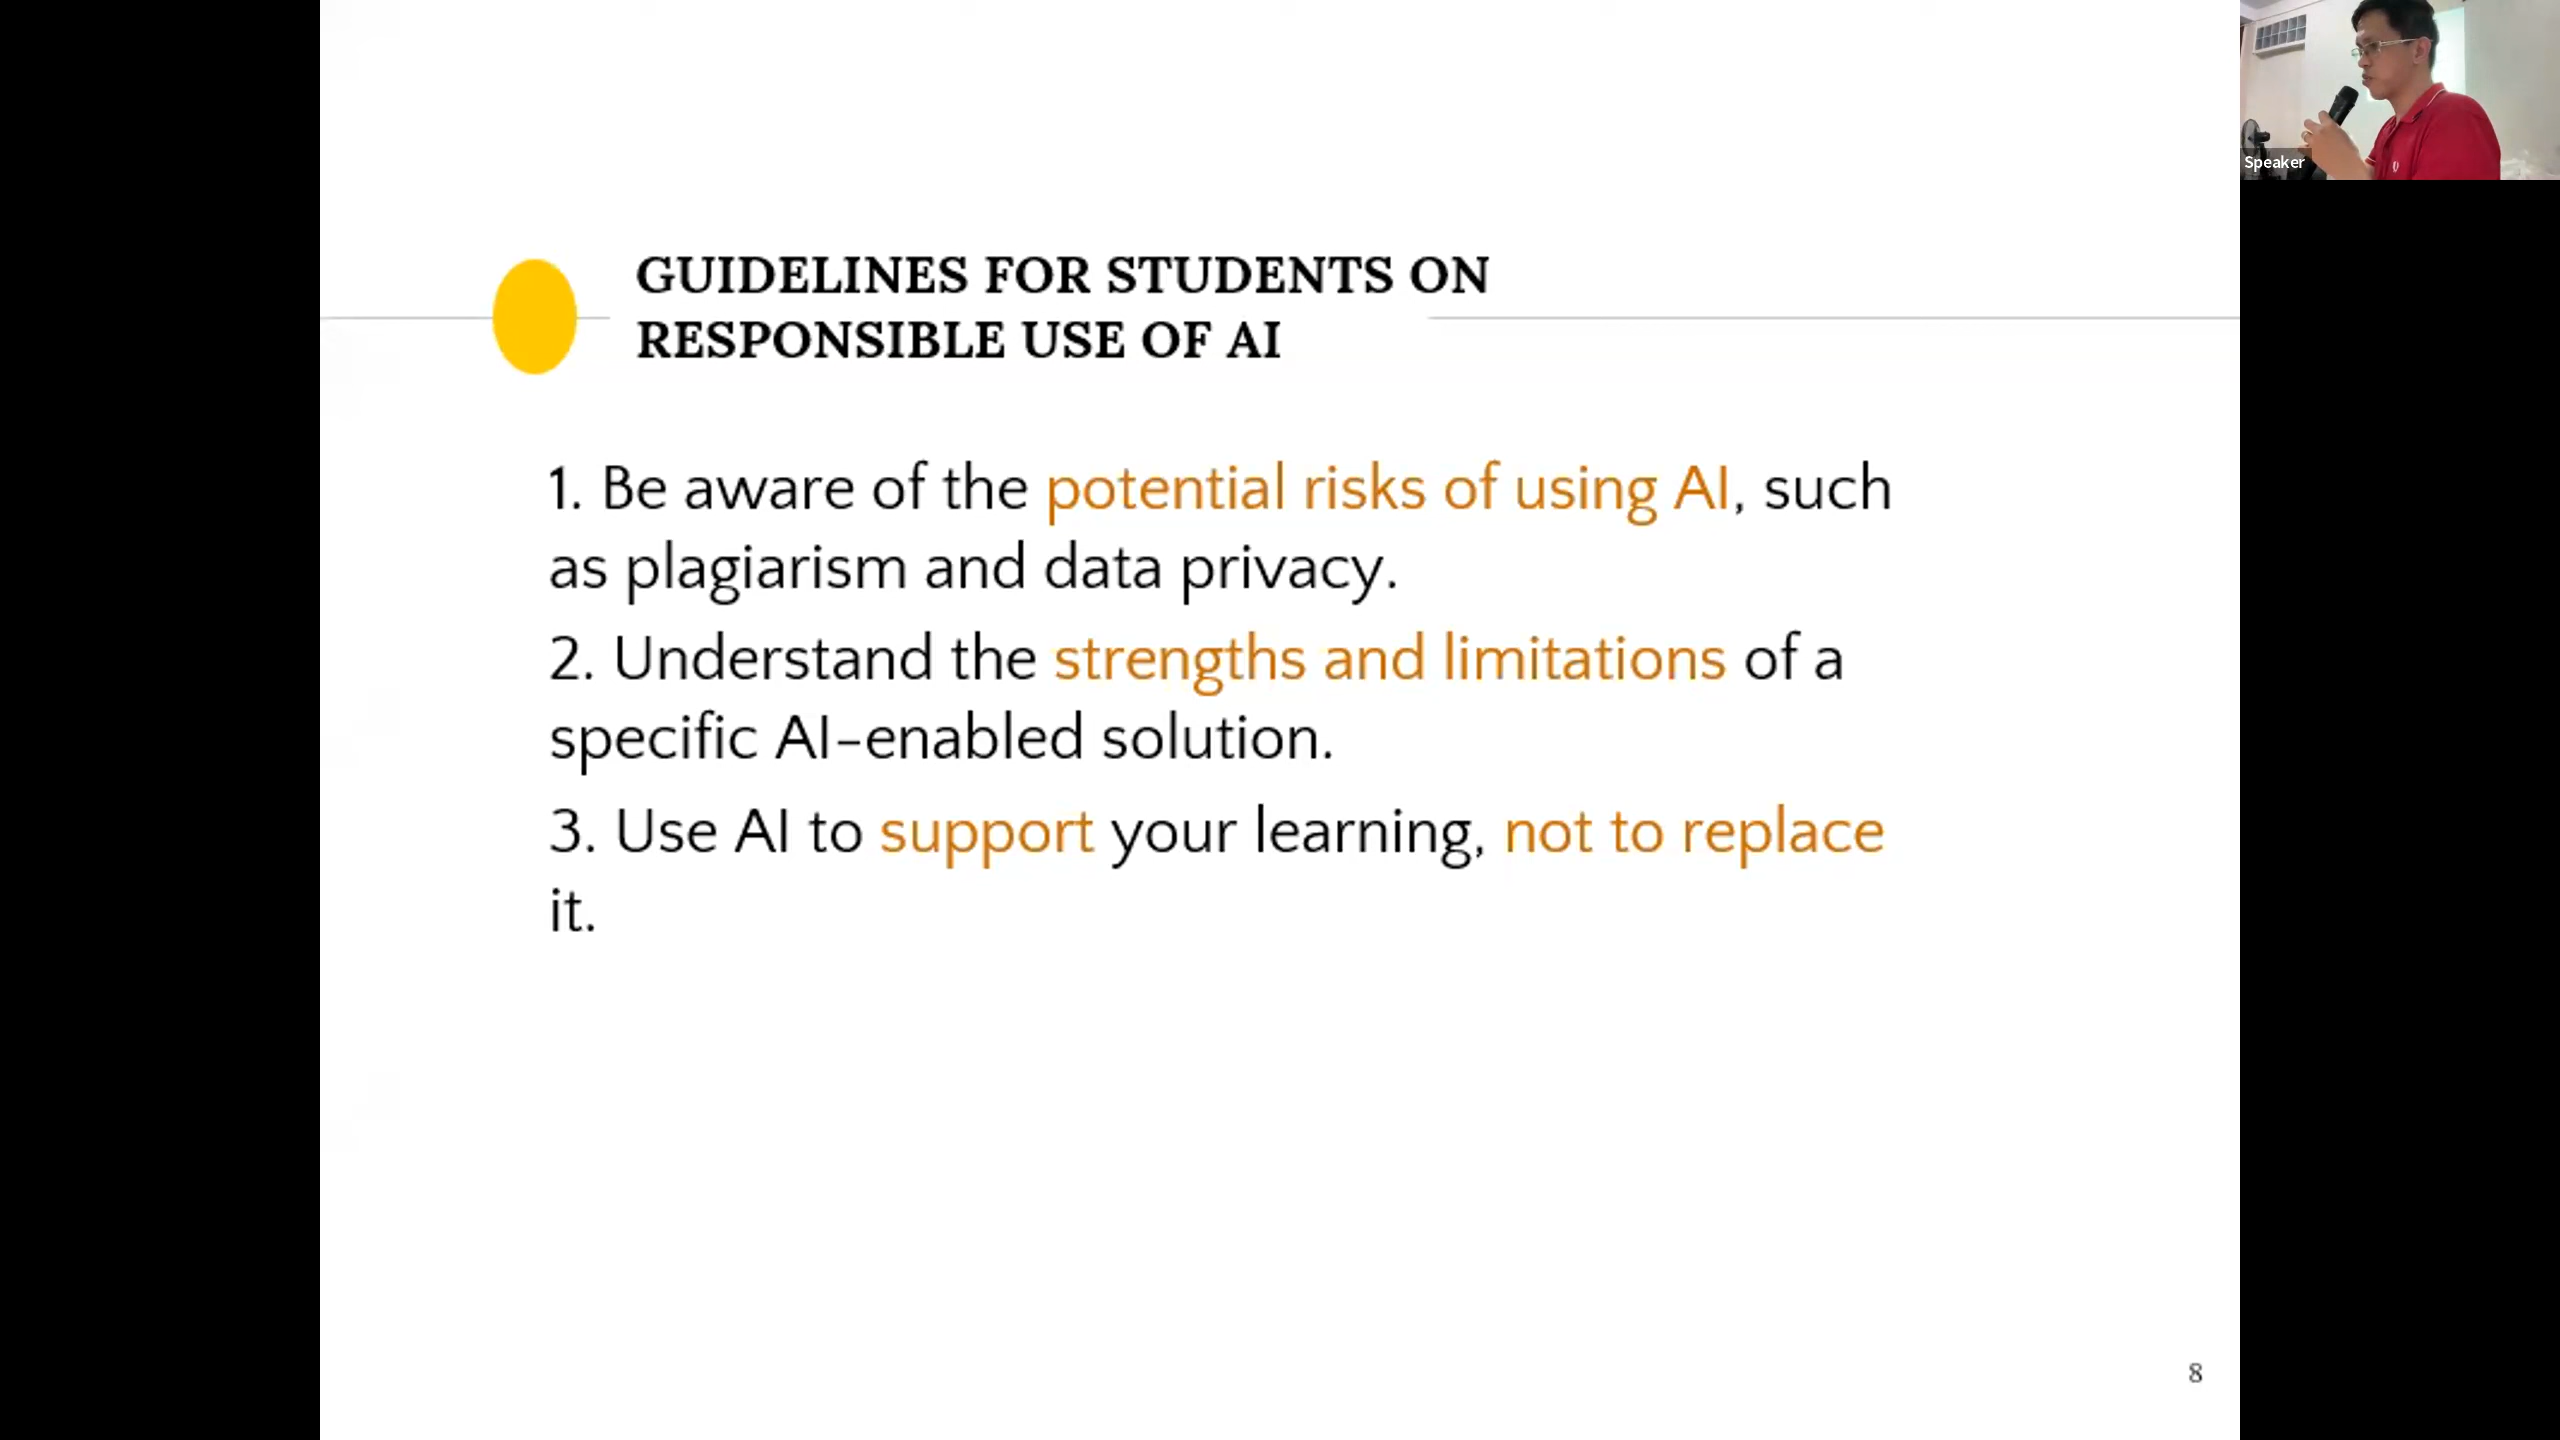 GUIDELINES FOR STUDENTS ON
RESPONSIBLE USE OF AI
1. Be aware of the potential risks of using AI, such
as plagiarism and data privacy.
2. Understand the strengths and limitations of a
specific AI-enabled solution.
3. Use AI to support your learning, not to replace
it.
8
Speaker